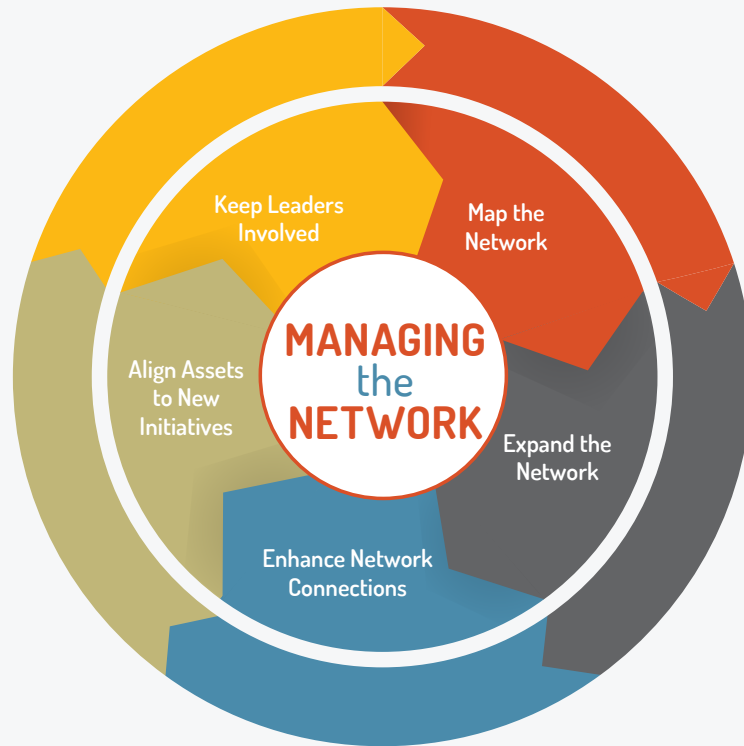 MANAGING
the
NETWORK
Map the
Network
Expand the
Network
Enhance Network
Connections
Align Assets
to New
Initiatives
Keep Leaders
Involved